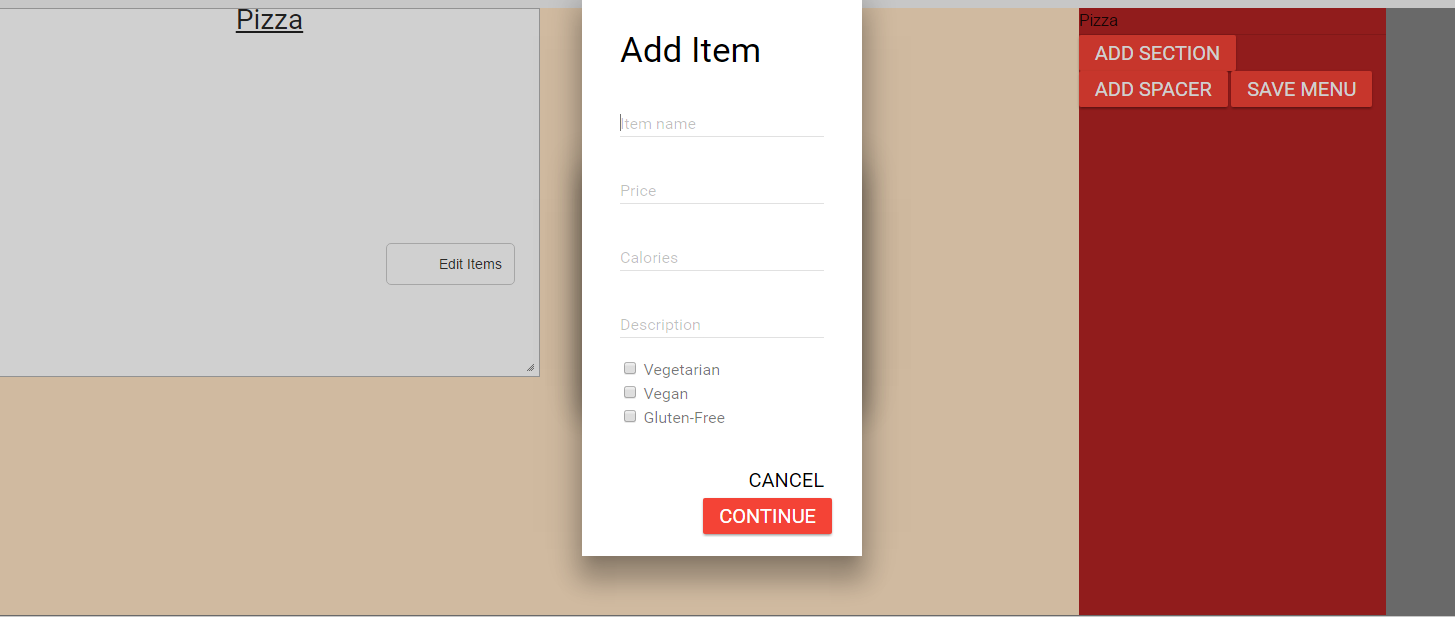 Pizza
Edit Items
Add Item
Item name
Price
Calories
Description
Vegetarian
Vegan
Gluten-Free
CANCEL
CONTINUE
Pizza
ADD SECTION
ADD SPACER SAVE MENU